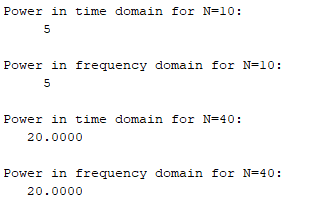 Power in time domain for N=10:
5
Power in frequency domain for N=10:
5
Power in time domain for N=40:
20.0000
Power in frequency domain for N=40:
20.0000